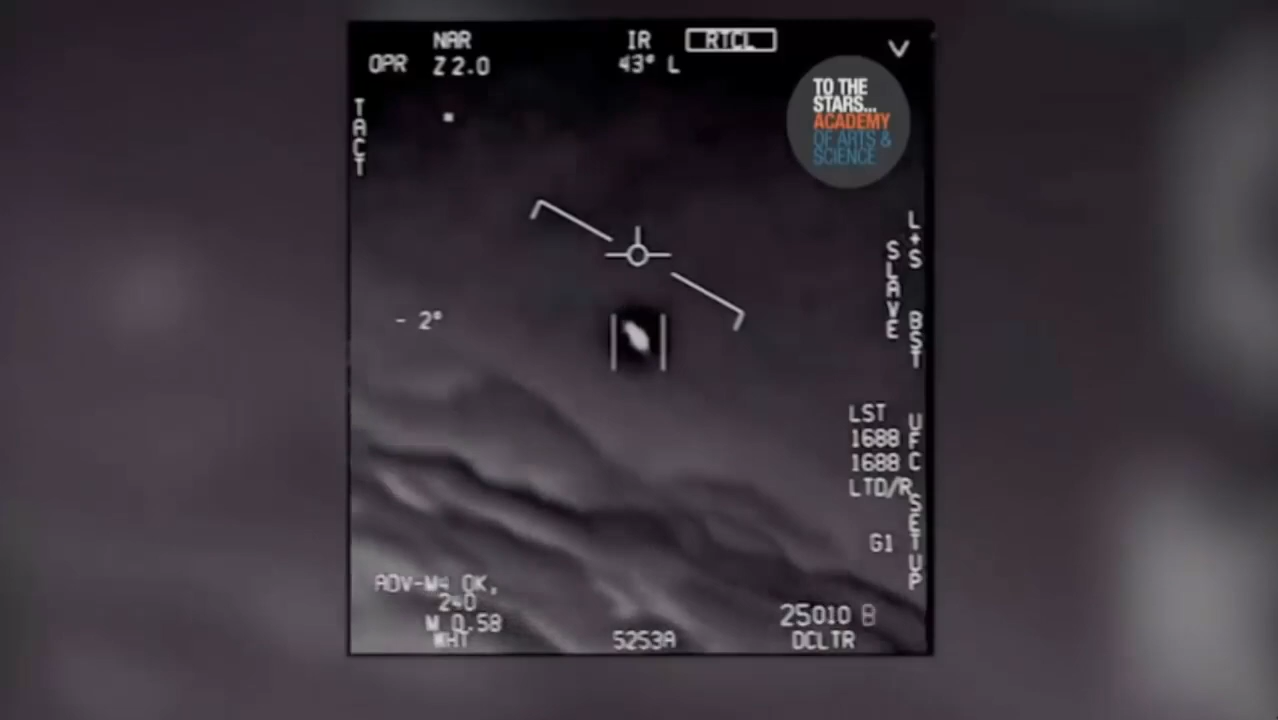 NAR
IR
RTCL
OPR
Z 2.0
43° L
TACT
TO THE
STARS...
ACADEMY
OF ARTS &
SCIENCE
L+S
SLAVE
BST
- 2°
LST
1688
1688
LTD/R
UFC
SETUP
G1
ADV-M4 OK,
240
M 0.58
WHT
5253A
25010 B
DCLTR